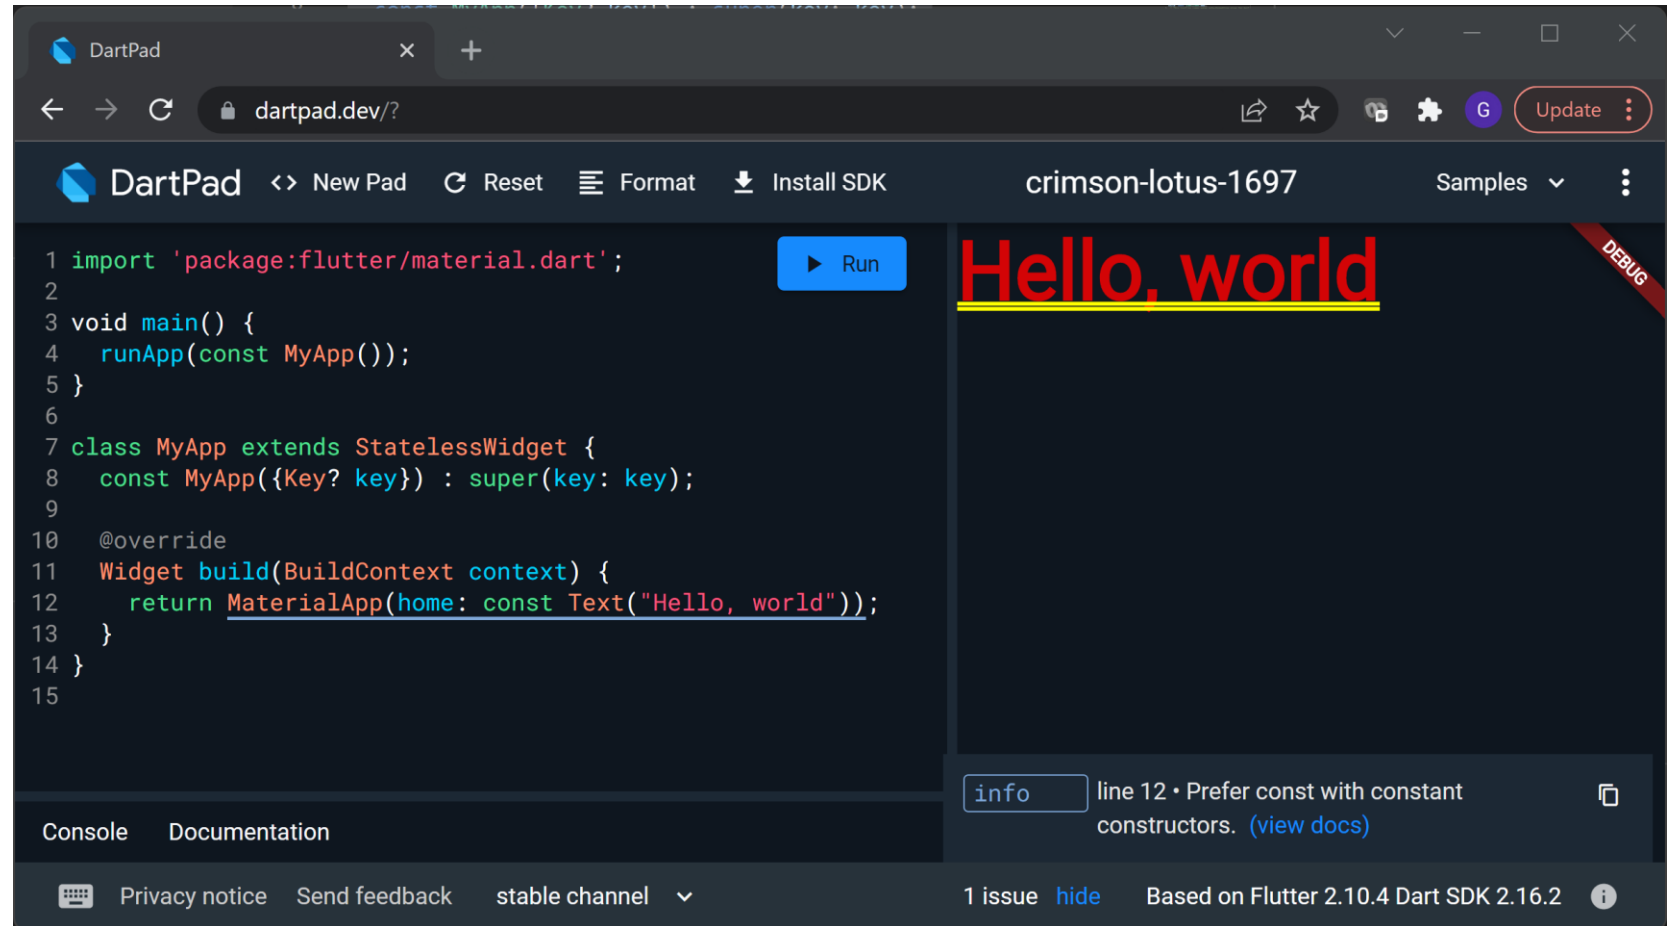 DartPad
dartpad.dev/?
G
Update
DartPad
<> New Pad
Reset
Format
Install SDK
crimson-lotus-1697
Samples
1 import 'package:flutter/material.dart';
2
3 void main() {
4 runApp(const MyApp());
5 }
6
7 class MyApp extends StatelessWidget {
8 const MyApp({Key? key}) : super(key: key);
9
10 @override
11 Widget build(BuildContext context) {
12 return MaterialApp(home: const Text("Hello, world"));
13 }
14 }
15
Run
Hello, world
DEBUG
info
line 12 • Prefer const with constant
constructors. (view docs)
Console
Documentation
Privacy notice
Send feedback
stable channel
1 issue hide
Based on Flutter 2.10.4 Dart SDK 2.16.2